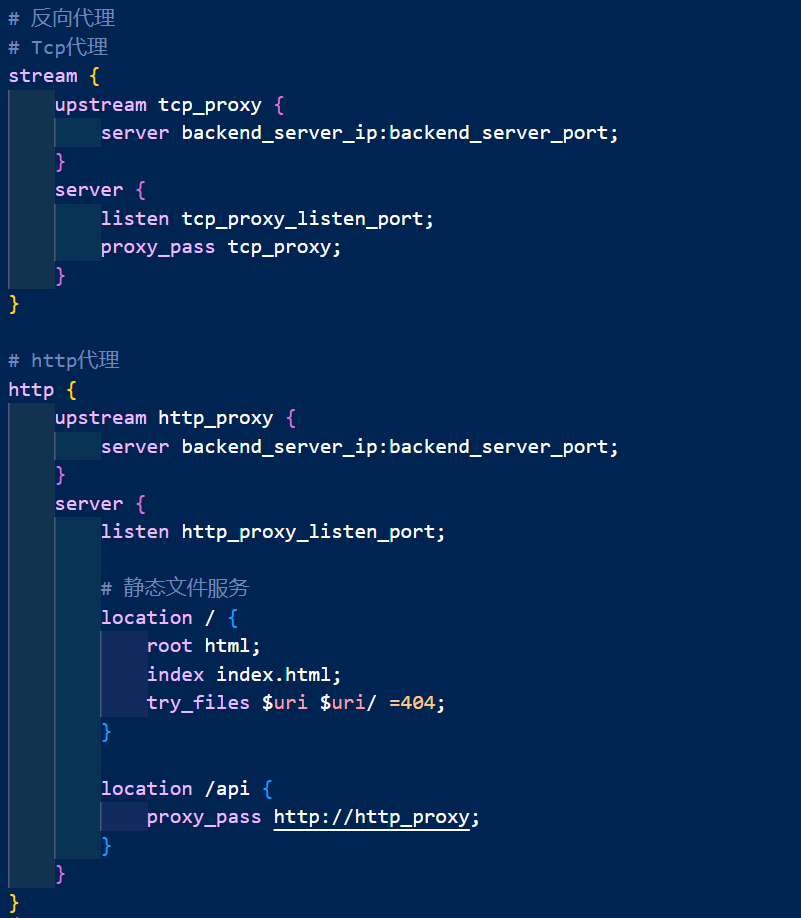 # 反向代理
# Tcp代理
stream {
    upstream tcp_proxy {
        server backend_server_ip:backend_server_port;
    }
    server {
        listen tcp_proxy_listen_port;
        proxy_pass tcp_proxy;
    }
}

# http代理
http {
    upstream http_proxy {
        server backend_server_ip:backend_server_port;
    }
    server {
        listen http_proxy_listen_port;

        # 静态文件服务
        location / {
            root html;
            index index.html;
            try_files $uri $uri/ =404;
        }

        location /api {
            proxy_pass http://http_proxy;
        }
    }
}